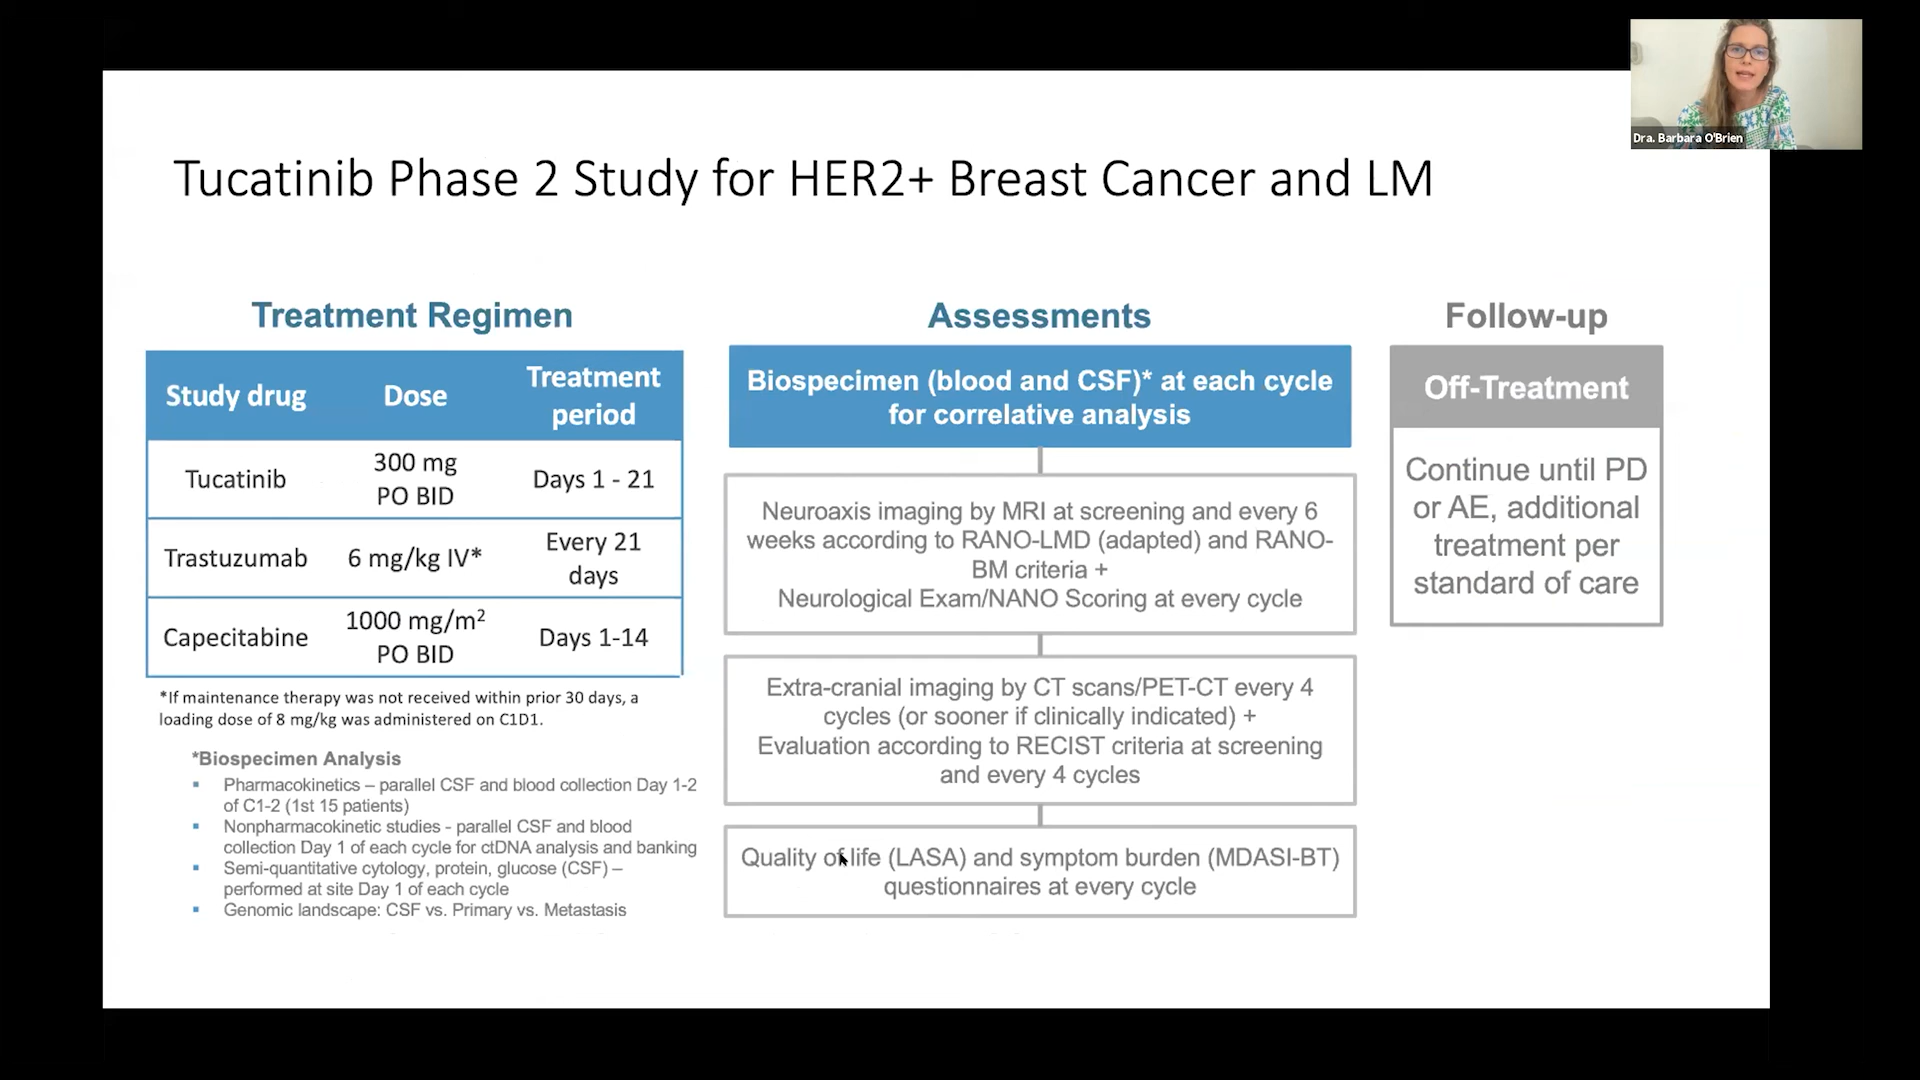 Dra. Barbara O'Brien
Tucatinib Phase 2 Study for HER2+ Breast Cancer and LM
Treatment Regimen
Study drug
Dose
Treatment
period
Tucatinib
300 mg
PO BID
Days 1 - 21
Trastuzumab
6 mg/kg IV*
Every 21
days
Capecitabine
1000 mg/m²
PO BID
Days 1-14
*If maintenance therapy was not received within prior 30 days, a
loading dose of 8 mg/kg was administered on C1D1.
*Biospecimen Analysis
▪ Pharmacokinetics – parallel CSF and blood collection Day 1-2
of C1-2 (1st 15 patients)
▪ Nonpharmacokinetic studies - parallel CSF and blood
collection Day 1 of each cycle for ctDNA analysis and banking
▪ Semi-quantitative cytology, protein, glucose (CSF) –
performed at site Day 1 of each cycle
▪ Genomic landscape: CSF vs. Primary vs. Metastasis
Assessments
Biospecimen (blood and CSF)* at each cycle
for correlative analysis
Neuroaxis imaging by MRI at screening and every 6
weeks according to RANO-LMD (adapted) and RANO-
BM criteria +
Neurological Exam/NANO Scoring at every cycle
Extra-cranial imaging by CT scans/PET-CT every 4
cycles (or sooner if clinically indicated) +
Evaluation according to RECIST criteria at screening
and every 4 cycles
Quality of life (LASA) and symptom burden (MDASI-BT)
questionnaires at every cycle
Follow-up
Off-Treatment
Continue until PD
or AE, additional
treatment per
standard of care